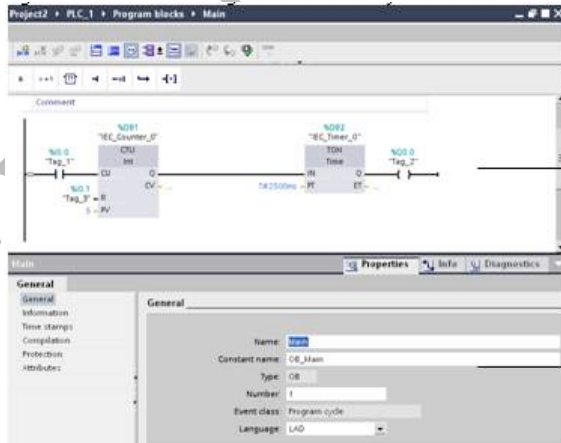 Project2 ▸ PLC_1 ▸ Program blocks ▸ Main
Comment
%DB1
"IEC_Counter_0"
CTU
Int
%I0.0
"Tag_1"
CU
Q
CV
...
%I0.1
"Tag_3"
R
5
PV
%DB2
"IEC_Timer_0"
TON
Time
IN
Q
T#2500ms
PT
ET
...
%Q0.0
"Tag_2"
Main
Properties
Info
Diagnostics
General
General
Information
Time stamps
Compilation
Protection
Attributes
General
Name: Main
Constant name: OB_Main
Type: OB
Number: 1
Event class: Program cycle
Language: LAD